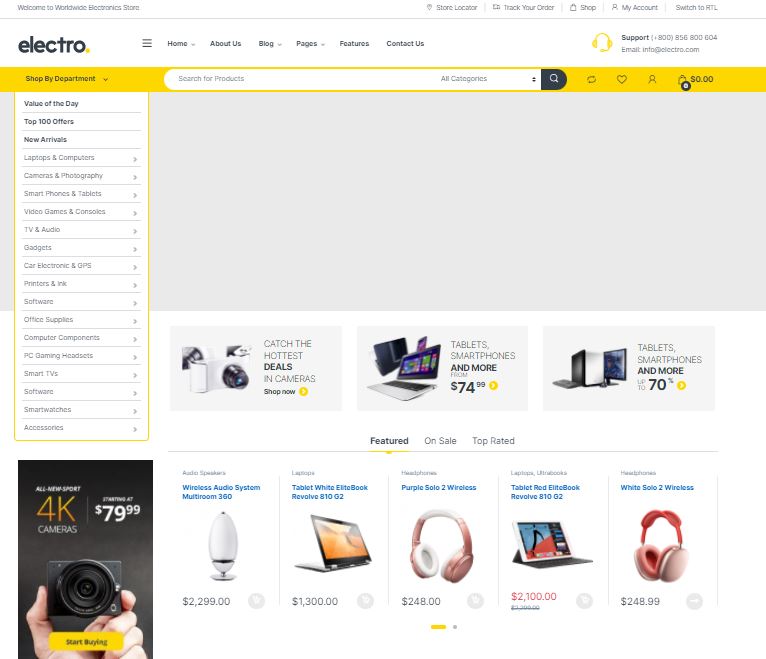 Welcome to Worldwide Electronics Store
Store Locator
Track Your Order
Shop
My Account
Switch to RTL
electro.
Home
About Us
Blog
Pages
Features
Contact Us
Support (+800) 856 800 604
Email: info@electro.com
Shop By Department
Search for Products
All Categories
0
$0.00
Value of the Day
Top 100 Offers
New Arrivals
Laptops & Computers
Cameras & Photography
Smart Phones & Tablets
Video Games & Consoles
TV & Audio
Gadgets
Car Electronic & GPS
Printers & Ink
Software
Office Supplies
Computer Components
PC Gaming Headsets
Smart TVs
Software
Smartwatches
Accessories
CATCH THE
HOTTEST
DEALS
IN CAMERAS
Shop now
TABLETS,
SMARTPHONES
AND MORE
FROM
$74 99
TABLETS,
SMARTPHONES
AND MORE
UP TO 70 %
Featured
On Sale
Top Rated
Audio Speakers
Wireless Audio System
Multiroom 360
$2,299.00
Laptops
Tablet White EliteBook
Revolve 810 G2
$1,300.00
Headphones
Purple Solo 2 Wireless
$248.00
Laptops, Ultrabooks
Tablet Red EliteBook
Revolve 810 G2
$2,100.00
$2,299.00
Headphones
White Solo 2 Wireless
$248.99
ALL-NEW-SPORT
4K
CAMERAS
STARTING AT
$7999
Start Buying